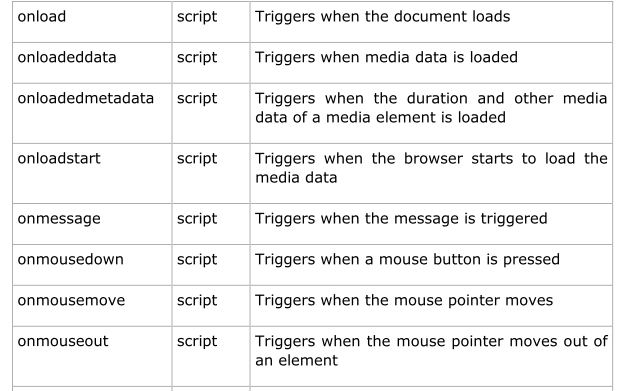 onload script Triggers when the document loads
onloadeddata script Triggers when media data is loaded
onloadedmetadata script Triggers when the duration and other media
data of a media element is loaded
onloadstart script Triggers when the browser starts to load the
media data
onmessage script Triggers when the message is triggered
onmousedown script Triggers when a mouse button is pressed
onmousemove script Triggers when the mouse pointer moves
onmouseout script Triggers when the mouse pointer moves out of
an element